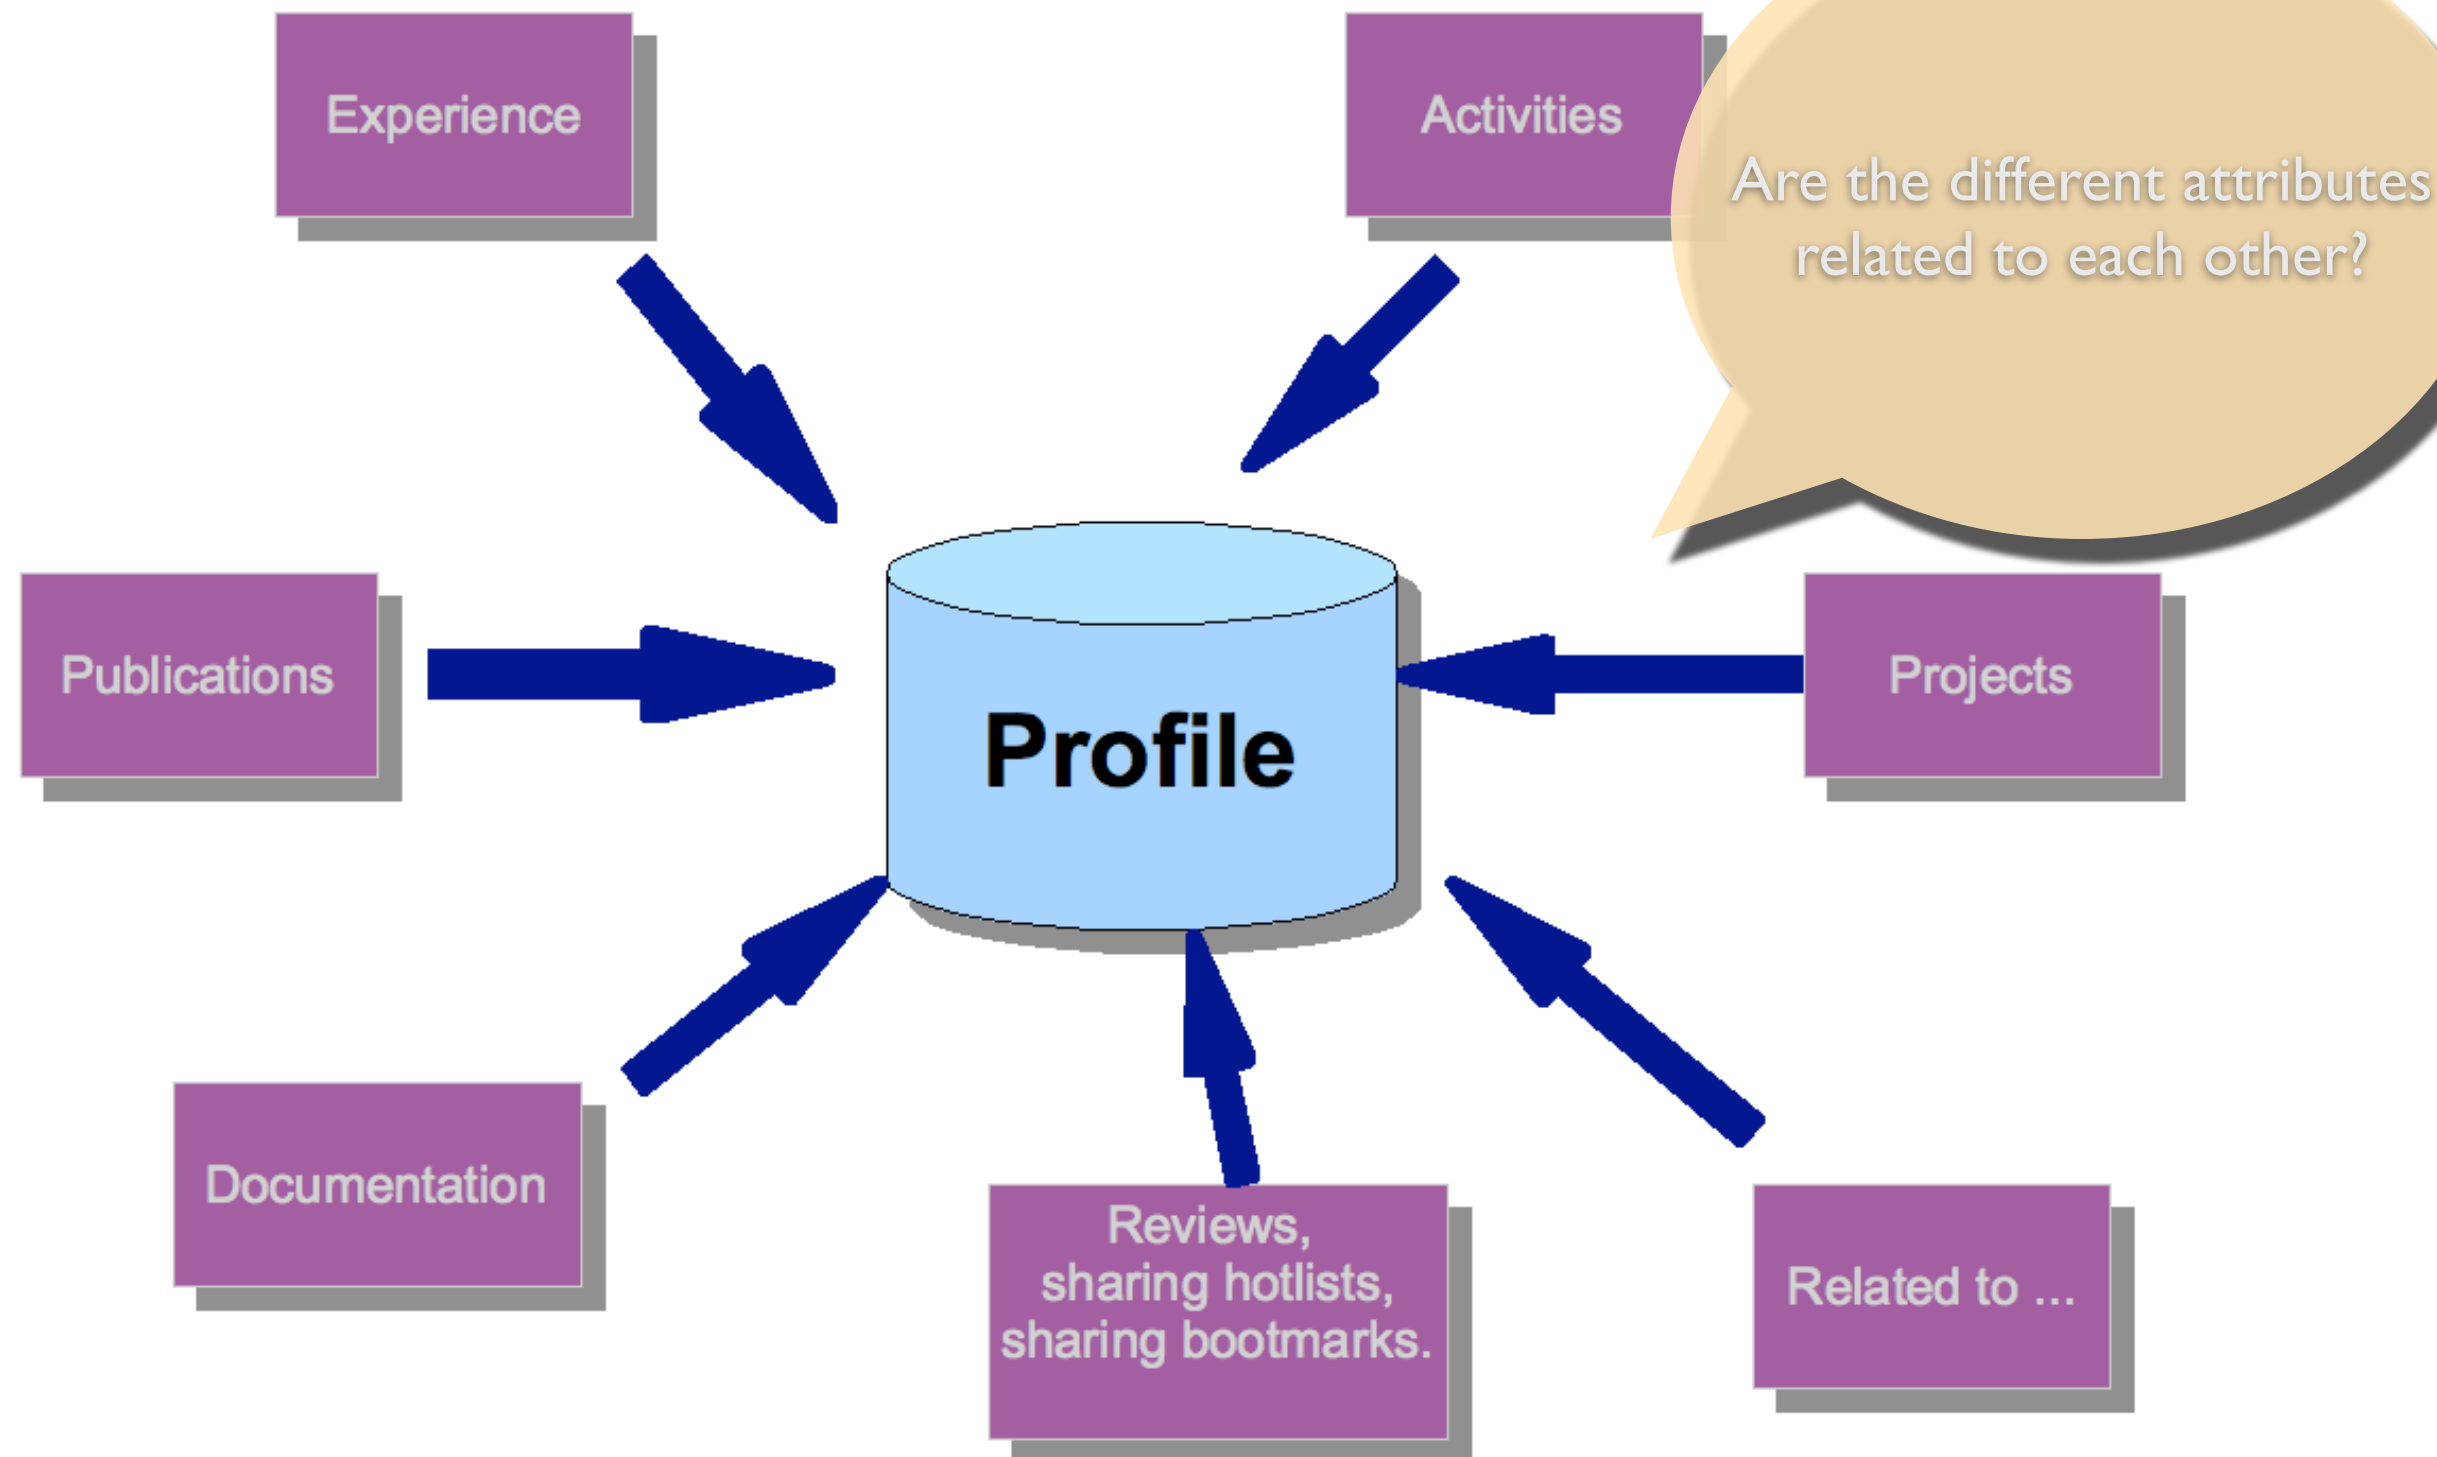 Experience
Activities
Are the different attributes
related to each other?
Publications
Profile
Projects
Documentation
Reviews,
sharing hotlists,
sharing bootmarks.
Related to ...